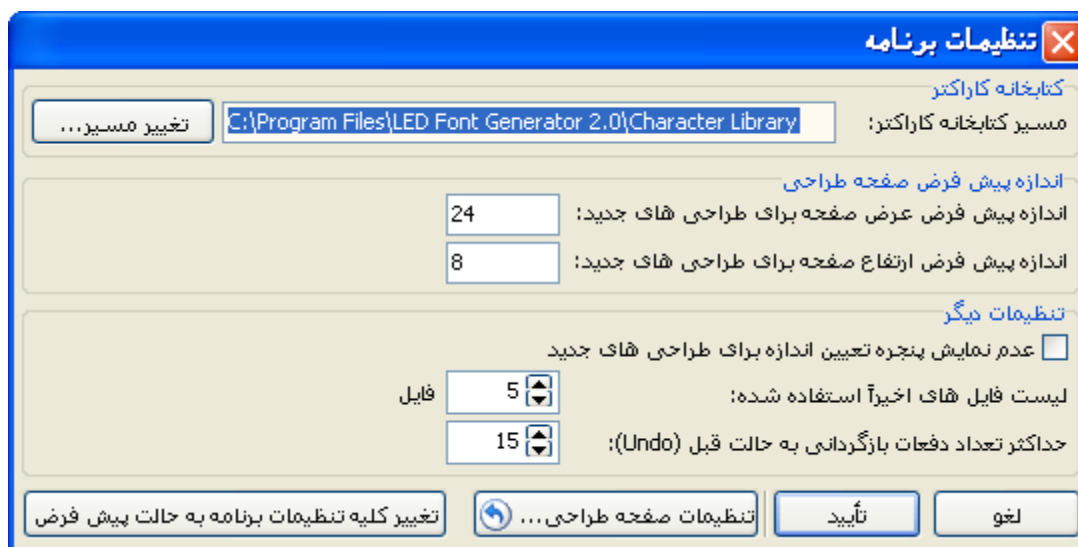 تنظیمات برنامه
کتابخانه کاراکتر
مسیر کتابخانه کاراکتر: C:\Program Files\LED Font Generator 2.0\Character Library تغییر مسیر...
اندازه پیش فرض صفحه طراحی
اندازه پیش فرض عرض صفحه برای طراحی های جدید: 24
اندازه پیش فرض ارتفاع صفحه برای طراحی های جدید: 8
تنظیمات دیگر
عدم نمایش پنجره تعیین اندازه برای طراحی های جدید
لیست فایل های اخیرآ استفاده شده: 5 فایل
حداکثر تعداد دفعات بازگردانی به حالت قبل (Undo): 15
لغو تأیید تنظیمات صفحه طراحی... تغییر کلیه تنظیمات برنامه به حالت پیش فرض